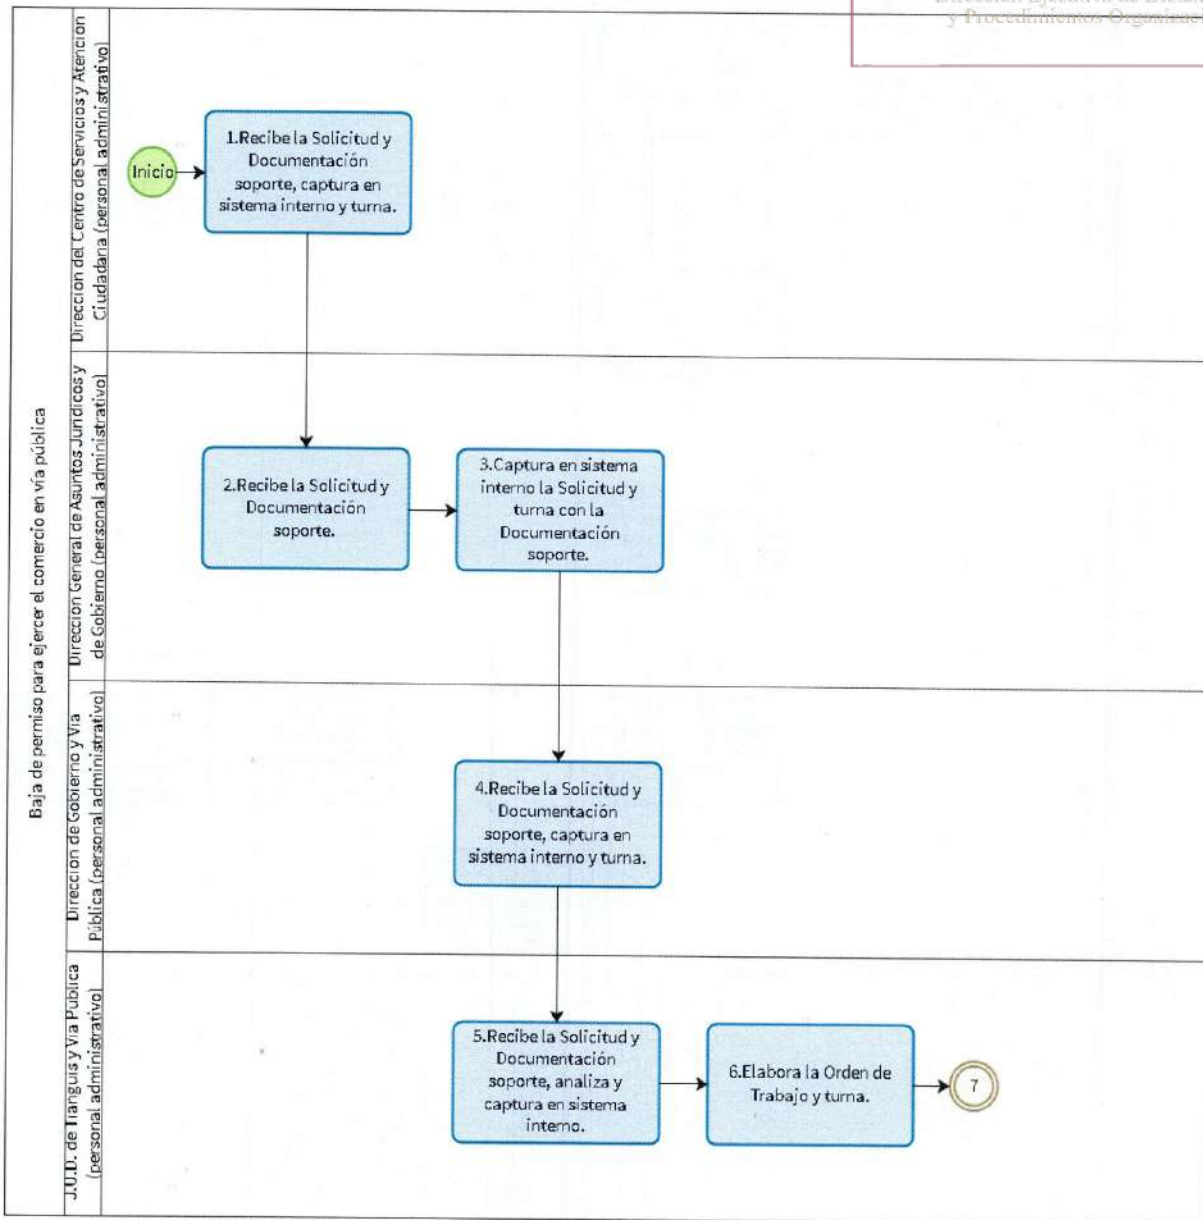 y Procedimientos
Baja de permiso para ejercer el comercio en vía pública
Dirección del Centro de Servicios y Atención
Ciudadana (personal administrativo)
Inicio
1.Recibe la Solicitud y
Documentación
soporte, captura en
sistema interno y turna.
Dirección General de Asuntos Jurídicos y
de Gobierno (personal administrativo)
2.Recibe la Solicitud y
Documentación
soporte.
3.Captura en sistema
interno la Solicitud y
turna con la
Documentación
soporte.
Dirección de Gobierno y Vía
Pública (personal administrativo)
4.Recibe la Solicitud y
Documentación
soporte, captura en
sistema interno y turna.
J.U.D. de Tianguis y Vía Pública
(personal administrativo)
5.Recibe la Solicitud y
Documentación
soporte, analiza y
captura en sistema
interno.
6.Elabora la Orden de
Trabajo y turna.
7